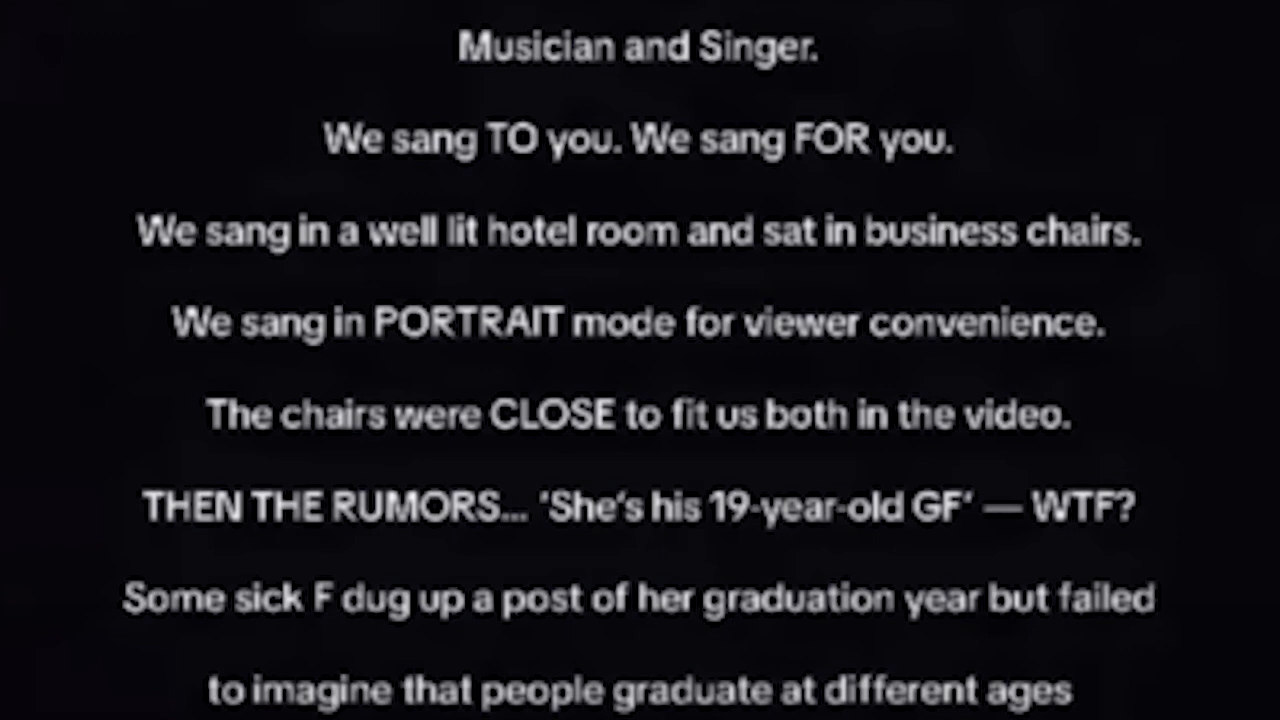 Musician and Singer.
We sang TO you. We sang FOR you.
We sang in a well lit hotel room and sat in business chairs.
We sang in PORTRAIT mode for viewer convenience.
The chairs were CLOSE to fit us both in the video.
THEN THE RUMORS... ‘She’s his 19-year-old GF’ — WTF?
Some sick F dug up a post of her graduation year but failed
to imagine that people graduate at different ages